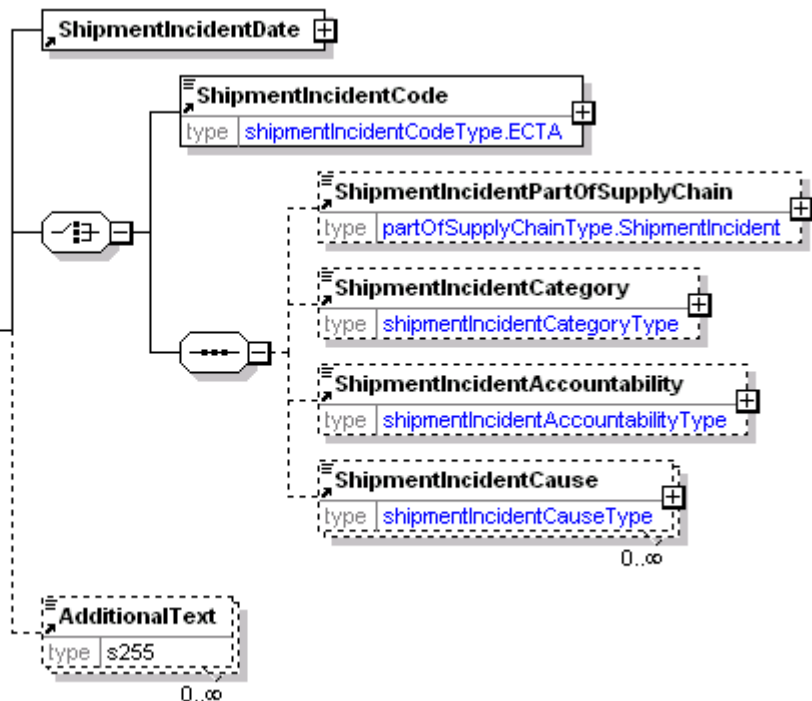 ShipmentIncidentDate
ShipmentIncidentCode
type shipmentIncidentCodeType.ECTA
ShipmentIncidentPartOfSupplyChain
type partOfSupplyChainType.ShipmentIncident
ShipmentIncidentCategory
type shipmentIncidentCategoryType
ShipmentIncidentAccountability
type shipmentIncidentAccountabilityType
ShipmentIncidentCause
type shipmentIncidentCauseType
0..∞
AdditionalText
type s255
0..∞